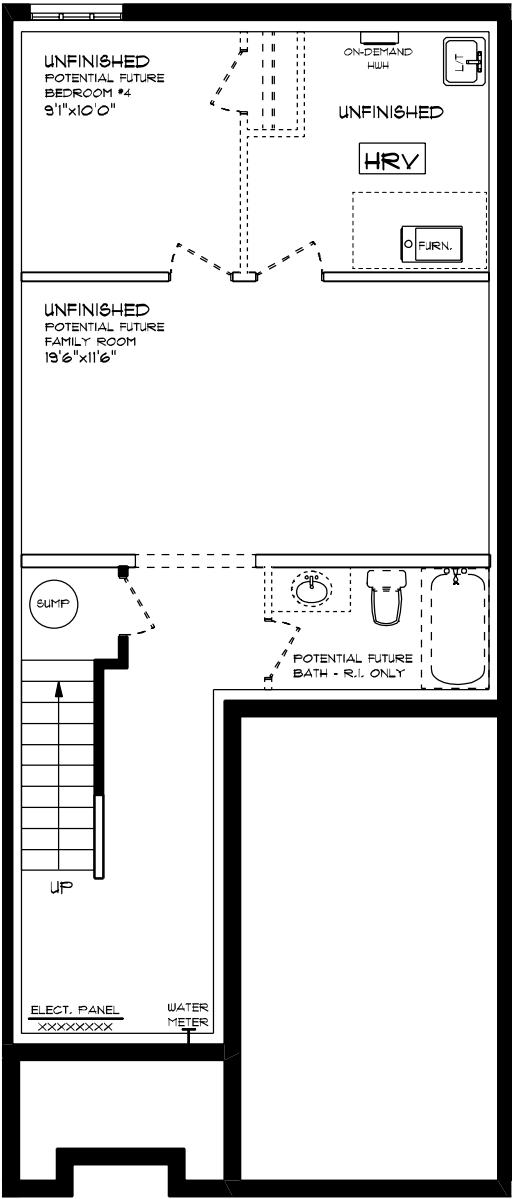 UNFINISHED
POTENTIAL FUTURE
BEDROOM #4
9'1"x10'0"
ON-DEMAND
HWH
L/T
UNFINISHED
HRV
FURN.
UNFINISHED
POTENTIAL FUTURE
FAMILY ROOM
19'6"x11'6"
SUMP
POTENTIAL FUTURE
BATH - R.I. ONLY
UP
ELECT. PANEL
XXXXXXXX
WATER
METER